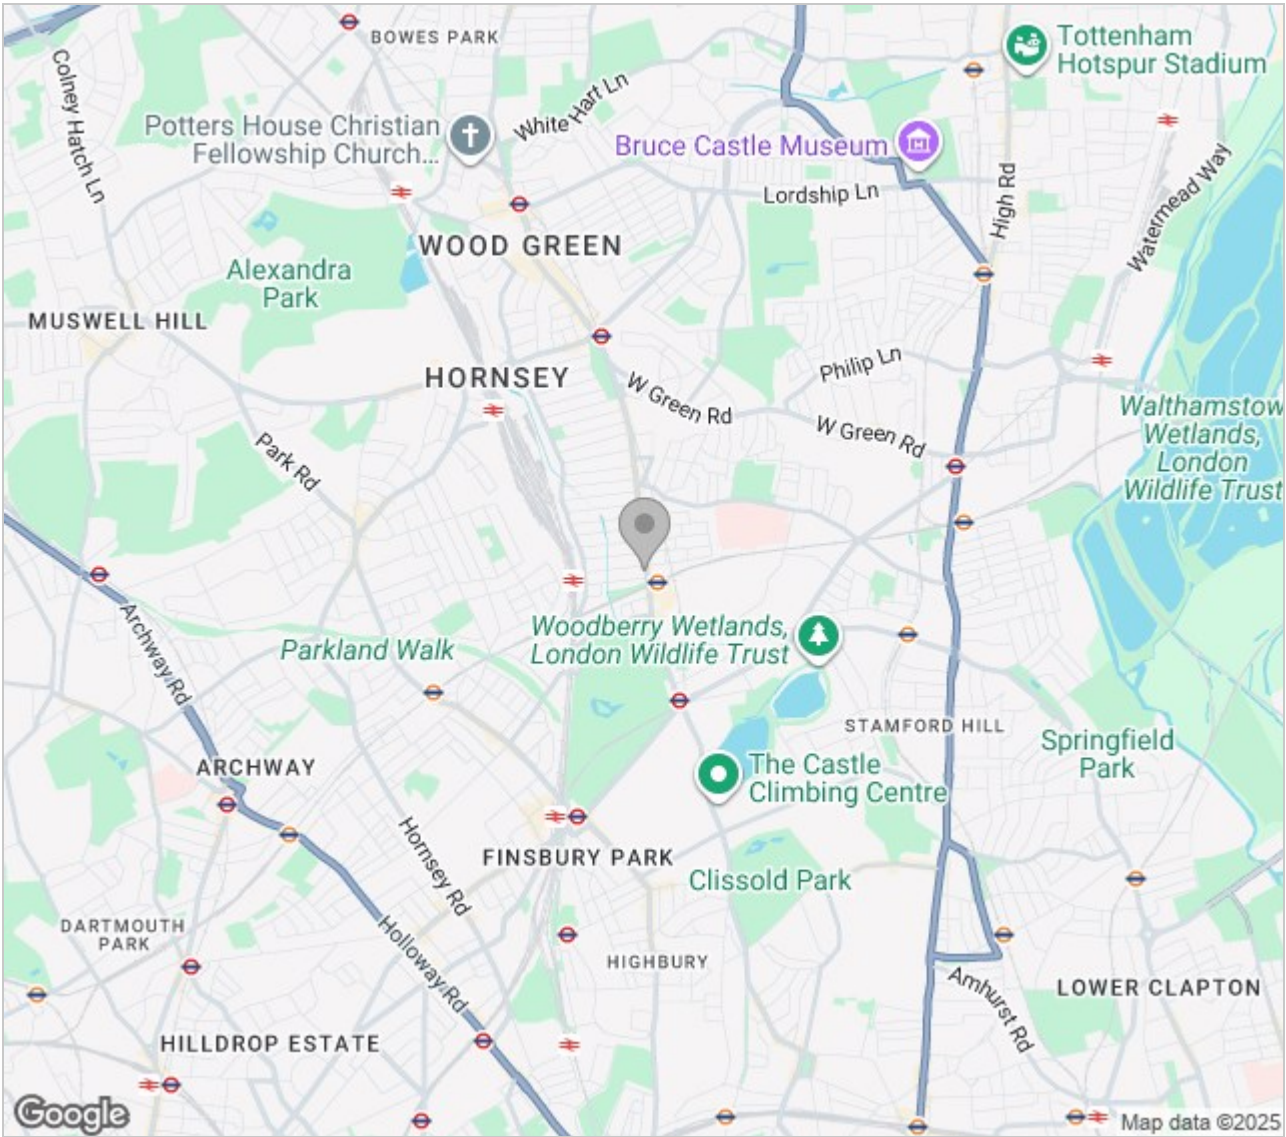 BOWES PARK
Tottenham
Hotspur Stadium
Colney Hatch Ln
White Hart Ln
Potters House Christian
Fellowship Church...
Bruce Castle Museum
Lordship Ln
High Rd
Watermead Way
WOOD GREEN
Alexandra
Park
MUSWELL HILL
HORNSEY
Philip Ln
W Green Rd
W Green Rd
Walthamstow
Wetlands,
London
Wildlife Trust
Park Rd
Archway Rd
Parkland Walk
Woodberry Wetlands,
London Wildlife Trust
STAMFORD HILL
Springfield
Park
ARCHWAY
The Castle
Climbing Centre
Hornsey Rd
FINSBURY PARK
Clissold Park
DARTMOUTH
PARK
Holloway Rd
HIGHBURY
Amhurst Rd
LOWER CLAPTON
HILLDROP ESTATE
Google
Map data ©2025